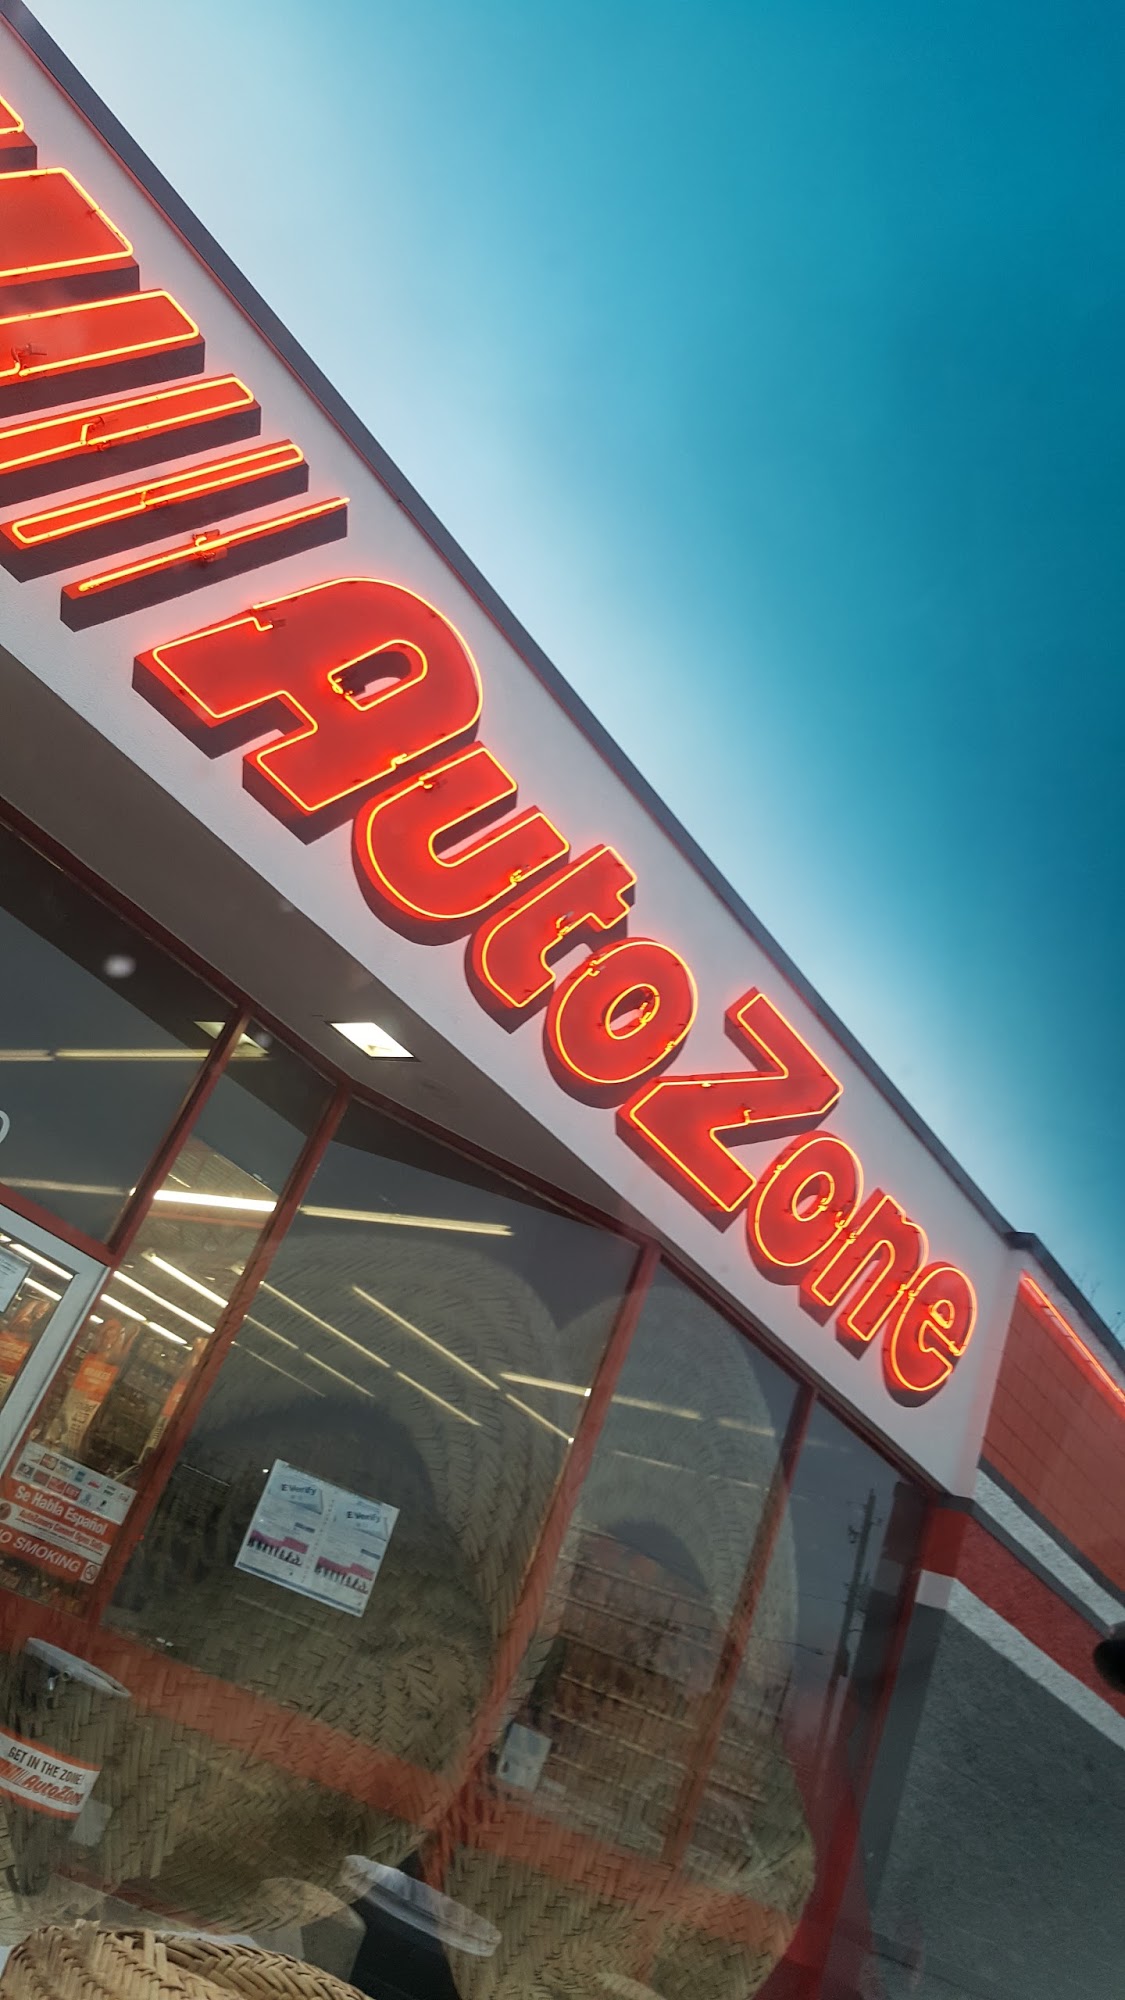 AutoZone
E-Verify
E-Verify
Se Habla Español
NO SMOKING
GET IN THE ZONE!
AutoZone